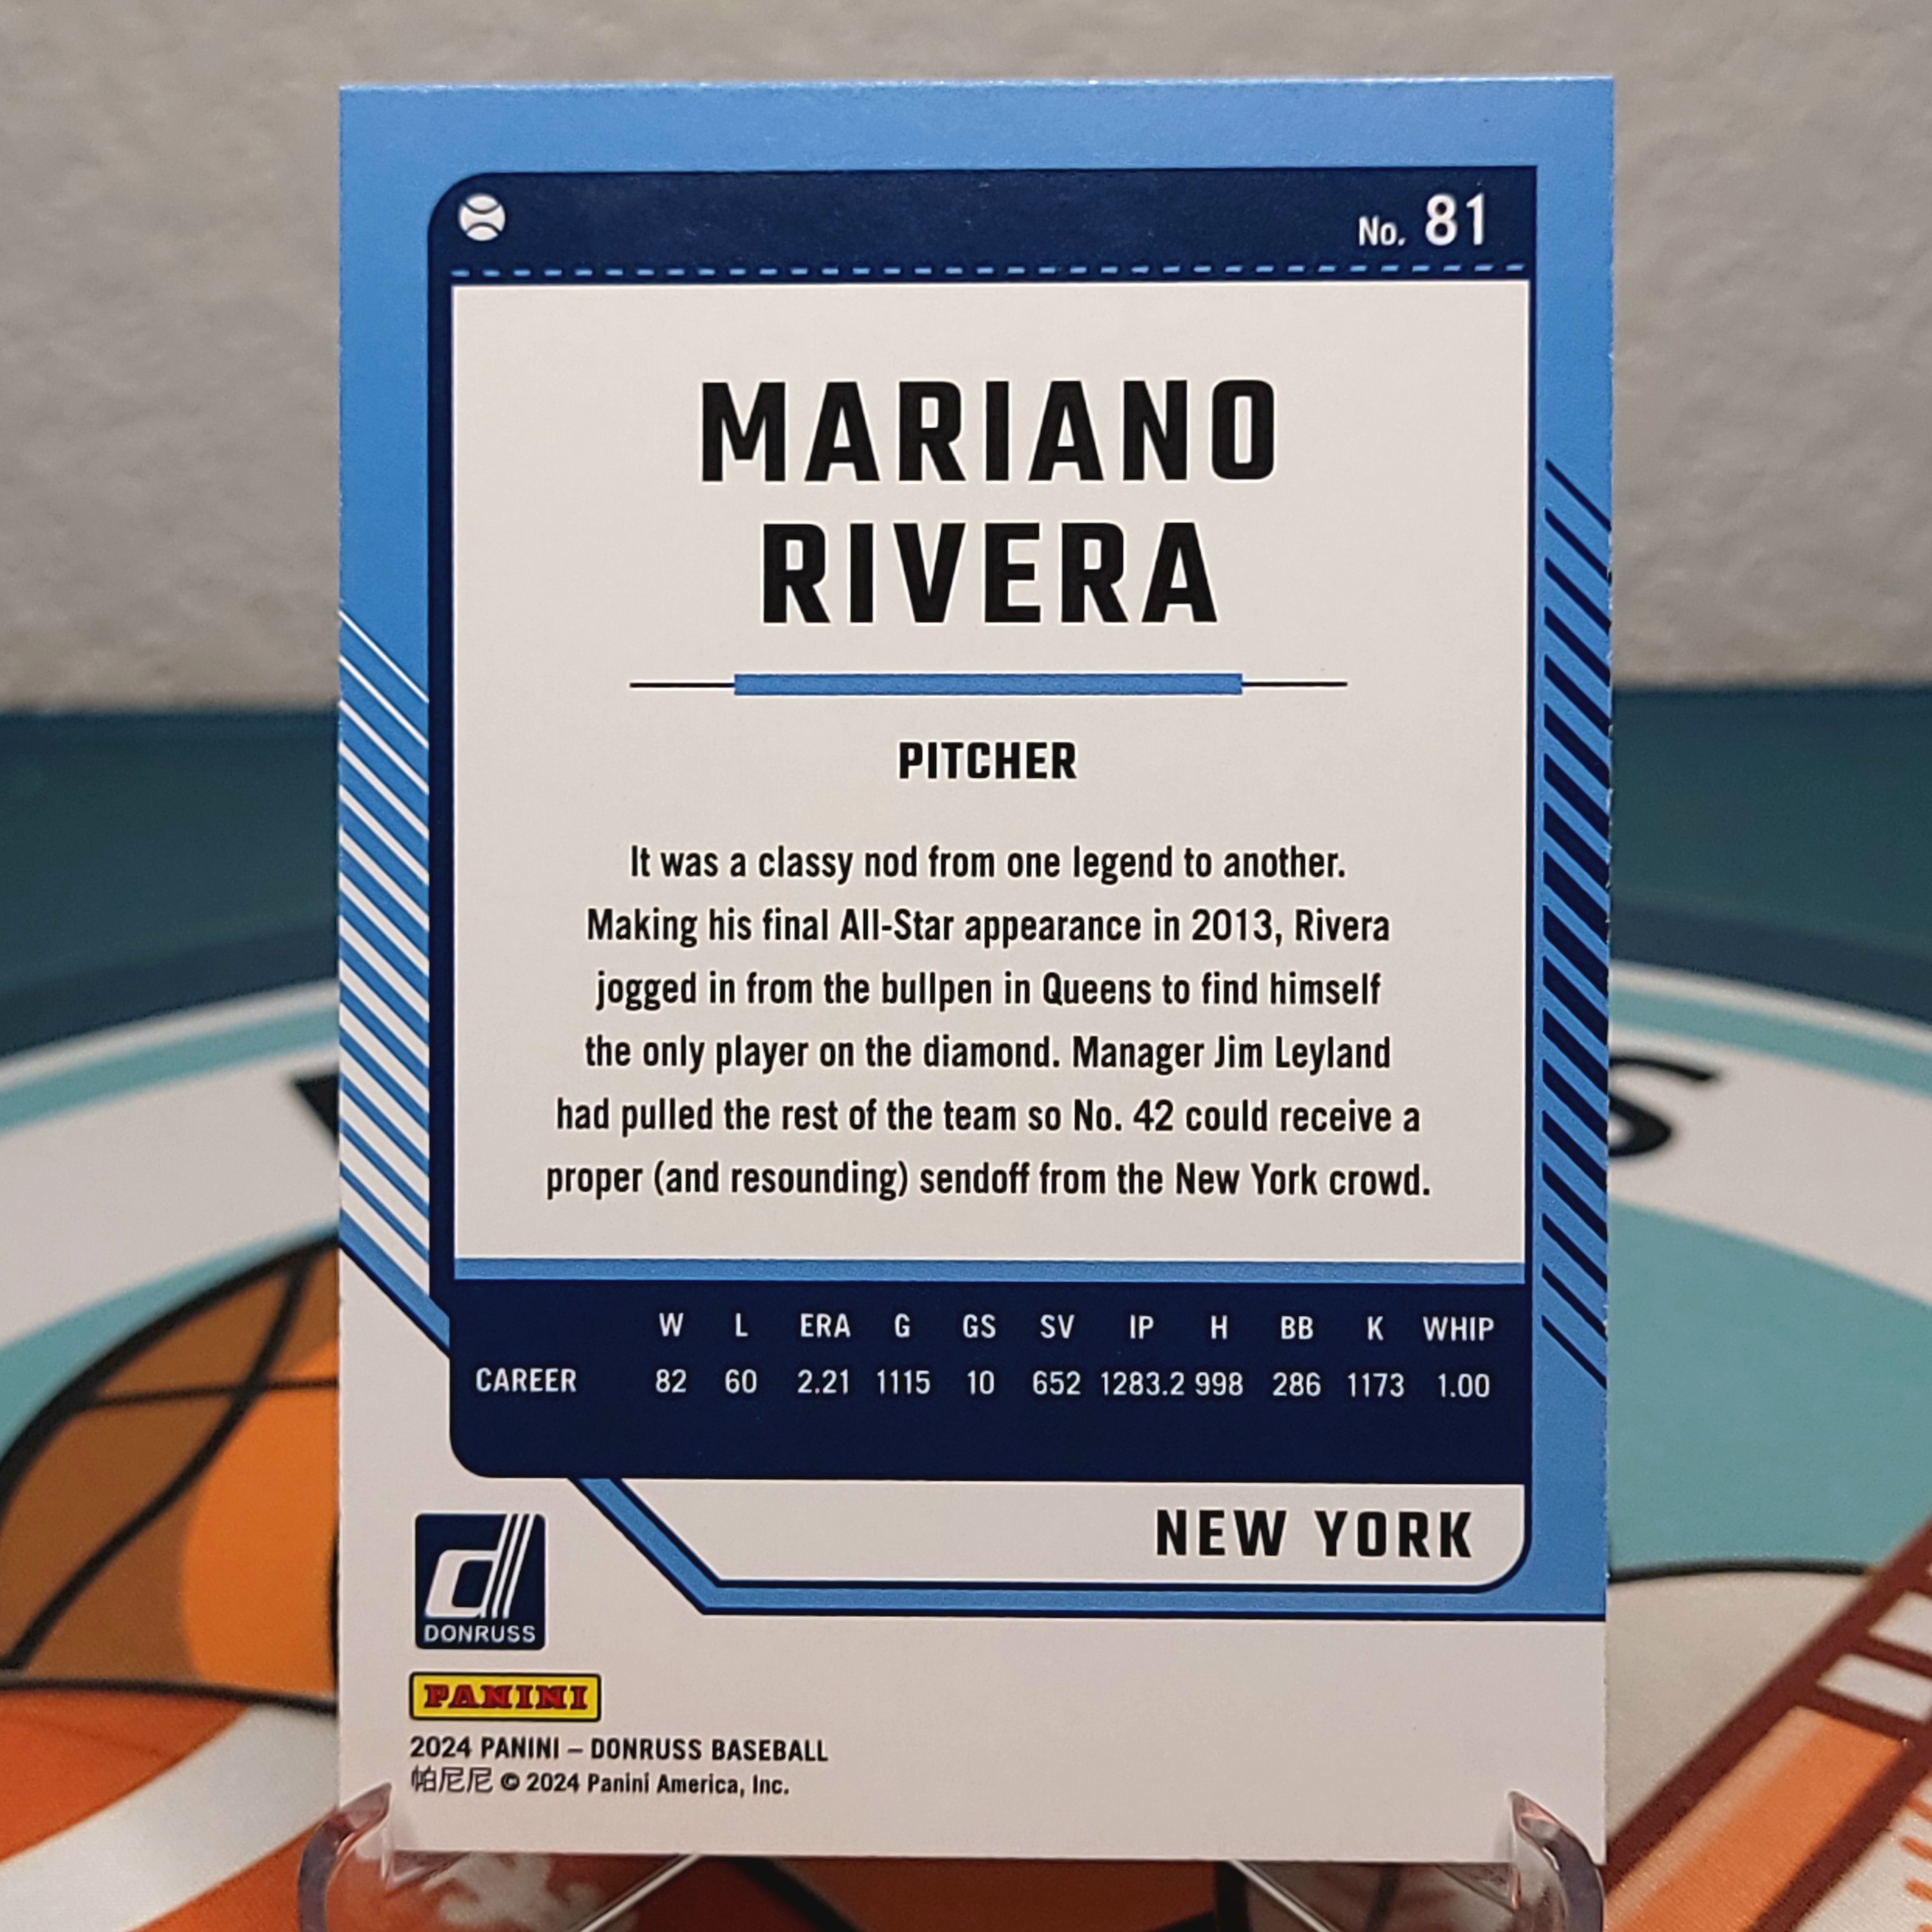 No. 81
MARIANO
RIVERA
PITCHER
It was a classy nod from one legend to another.
Making his final All-Star appearance in 2013, Rivera
jogged in from the bullpen in Queens to find himself
the only player on the diamond. Manager Jim Leyland
had pulled the rest of the team so No. 42 could receive a
proper (and resounding) sendoff from the New York crowd.
W L ERA G GS SV IP H BB K WHIP
CAREER 82 60 2.21 1115 10 652 1283.2 998 286 1173 1.00
NEW YORK
d
DONRUSS
PANINI
2024 PANINI – DONRUSS BASEBALL
帕尼尼 © 2024 Panini America, Inc.